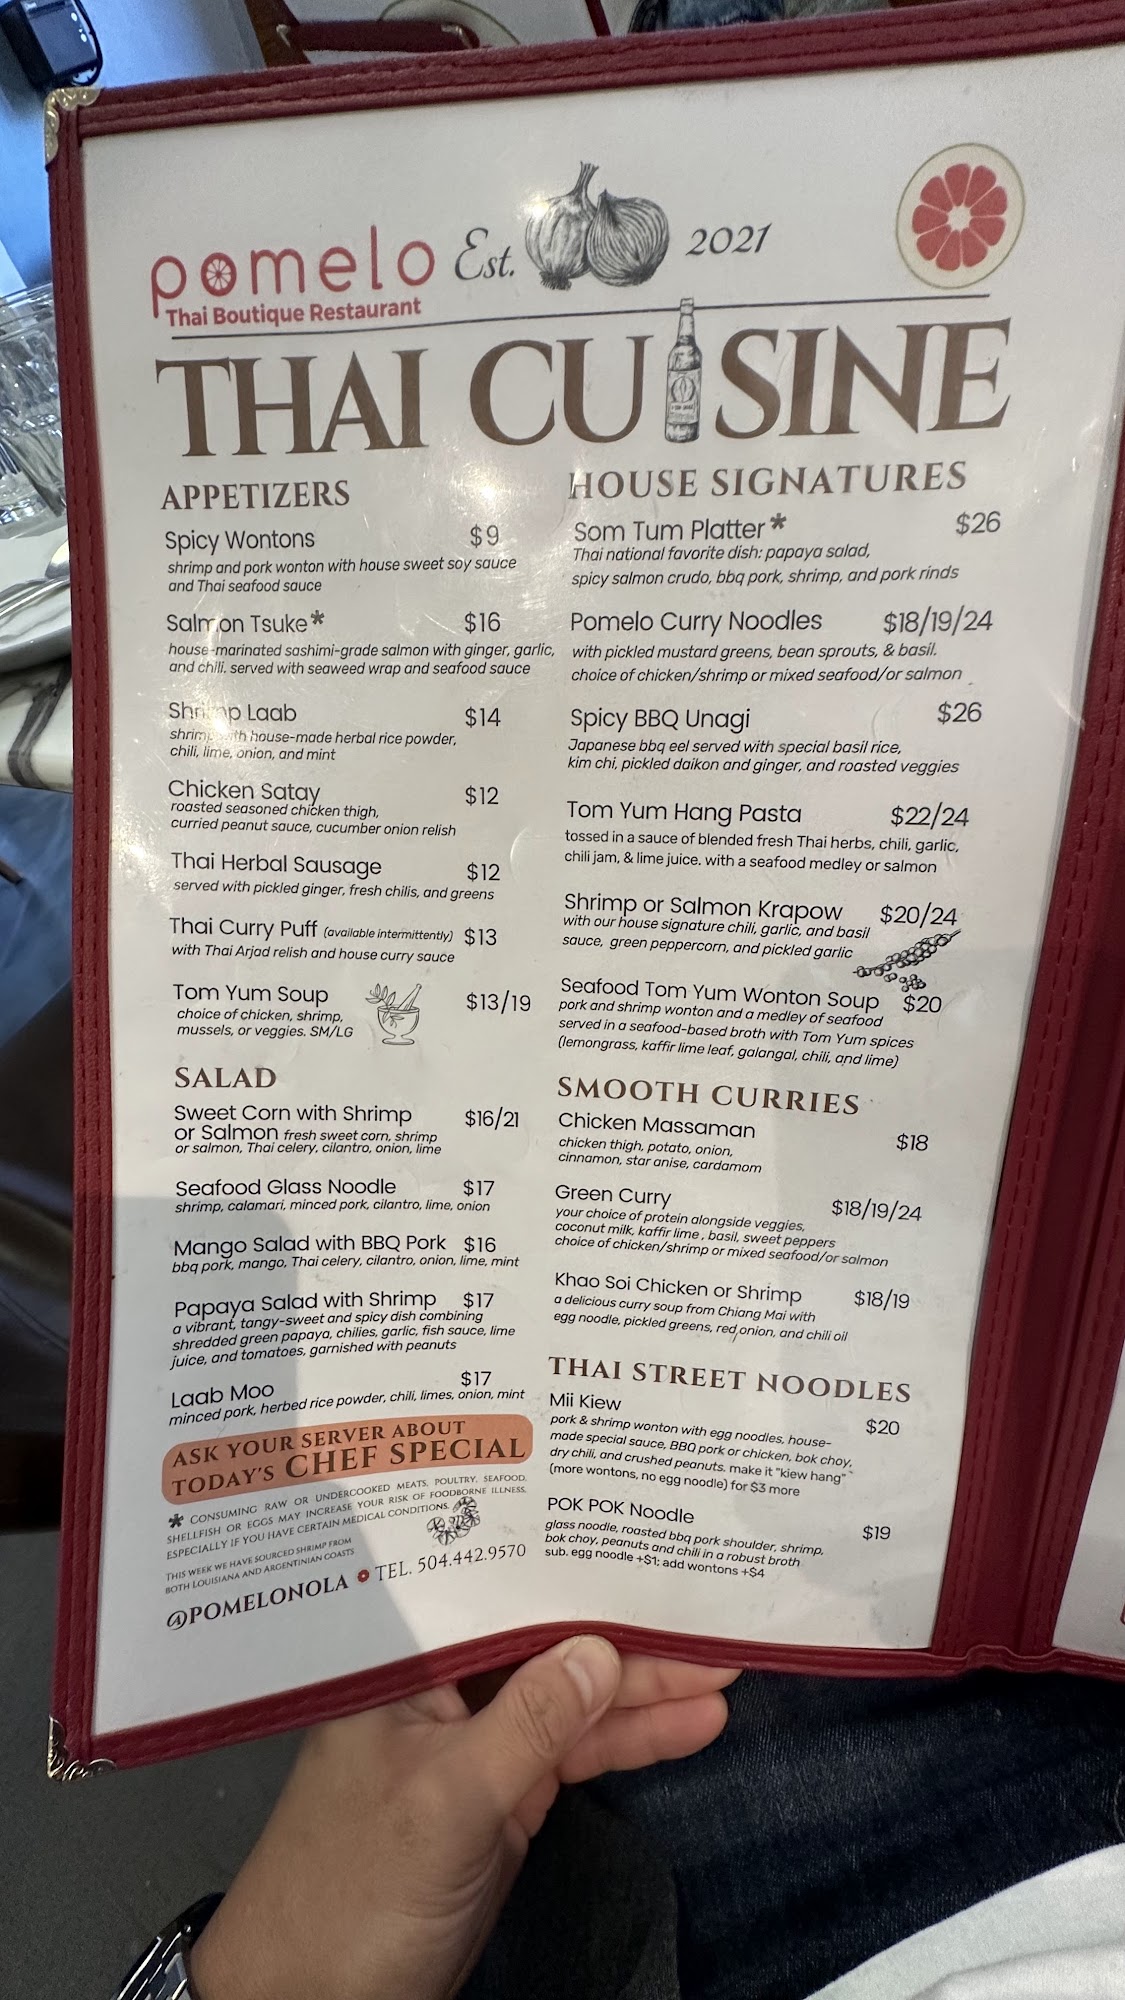 pomelo
Thai Boutique Restaurant
Est. 2021
THAI CUISINE
APPETIZERS
Spicy Wontons $9
shrimp and pork wonton with house sweet soy sauce
and Thai seafood sauce
Salmon Tsuke* $16
house-marinated sashimi-grade salmon with ginger, garlic,
and chili. served with seaweed wrap and seafood sauce
Shrimp Laab $14
shrimp with house-made herbal rice powder,
chili, lime, onion, and mint
Chicken Satay $12
roasted seasoned chicken thigh,
curried peanut sauce, cucumber onion relish
Thai Herbal Sausage $12
served with pickled ginger, fresh chilis, and greens
Thai Curry Puff (available intermittently) $13
with Thai Arjad relish and house curry sauce
Tom Yum Soup $13/19
choice of chicken, shrimp,
mussels, or veggies. SM/LG
SALAD
Sweet Corn with Shrimp $16/21
or Salmon fresh sweet corn, shrimp
or salmon, Thai celery, cilantro, onion, lime
Seafood Glass Noodle $17
shrimp, calamari, minced pork, cilantro, lime, onion
Mango Salad with BBQ Pork $16
bbq pork, mango, Thai celery, cilantro, onion, lime, mint
Papaya Salad with Shrimp $17
a vibrant, tangy-sweet and spicy dish combining
shredded green papaya, chilies, garlic, fish sauce, lime
juice, and tomatoes, garnished with peanuts
Laab Moo $17
minced pork, herbed rice powder, chili, limes, onion, mint
ASK YOUR SERVER ABOUT
TODAY'S CHEF SPECIAL
* CONSUMING RAW OR UNDERCOOKED MEATS, POULTRY, SEAFOOD,
SHELLFISH OR EGGS MAY INCREASE YOUR RISK OF FOODBORNE ILLNESS,
ESPECIALLY IF YOU HAVE CERTAIN MEDICAL CONDITIONS.
THIS WEEK WE HAVE SOURCED SHRIMP FROM
BOTH LOUISIANA AND ARGENTINIAN COASTS
@POMELONOLA TEL. 504.442.9570
HOUSE SIGNATURES
Som Tum Platter* $26
Thai national favorite dish: papaya salad,
spicy salmon crudo, bbq pork, shrimp, and pork rinds
Pomelo Curry Noodles $18/19/24
with pickled mustard greens, bean sprouts, & basil.
choice of chicken/shrimp or mixed seafood/or salmon
Spicy BBQ Unagi $26
Japanese bbq eel served with special basil rice,
kim chi, pickled daikon and ginger, and roasted veggies
Tom Yum Hang Pasta $22/24
tossed in a sauce of blended fresh Thai herbs, chili, garlic,
chili jam, & lime juice. with a seafood medley or salmon
Shrimp or Salmon Krapow $20/24
with our house signature chili, garlic, and basil
sauce, green peppercorn, and pickled garlic
Seafood Tom Yum Wonton Soup $20
pork and shrimp wonton and a medley of seafood
served in a seafood-based broth with Tom Yum spices
(lemongrass, kaffir lime leaf, galangal, chili, and lime)
SMOOTH CURRIES
Chicken Massaman $18
chicken thigh, potato, onion,
cinnamon, star anise, cardamom
Green Curry $18/19/24
your choice of protein alongside veggies,
coconut milk, kaffir lime, basil, sweet peppers
choice of chicken/shrimp or mixed seafood/or salmon
Khao Soi Chicken or Shrimp $18/19
a delicious curry soup from Chiang Mai with
egg noodle, pickled greens, red onion, and chili oil
THAI STREET NOODLES
Mii Kiew $20
pork & shrimp wonton with egg noodles, house-
made special sauce, BBQ pork or chicken, bok choy,
dry chili, and crushed peanuts. make it "kiew hang"
(more wontons, no egg noodle) for $3 more
POK POK Noodle $19
glass noodle, roasted bbq pork shoulder, shrimp,
bok choy, peanuts and chili in a robust broth
sub. egg noodle +$1; add wontons +$4